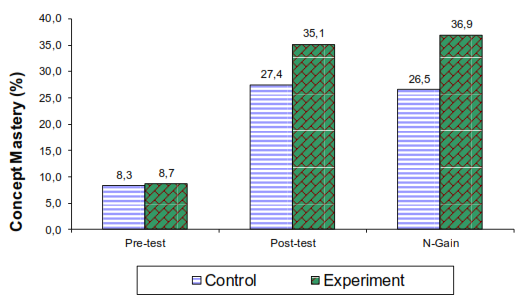 Concept Mastery (%)
40,0
35,0
30,0
25,0
20,0
15,0
10,0
5,0
0,0
8,3
8,7
27,4
35,1
26,5
36,9
Pre-test
Post-test
N-Gain
Control
Experiment